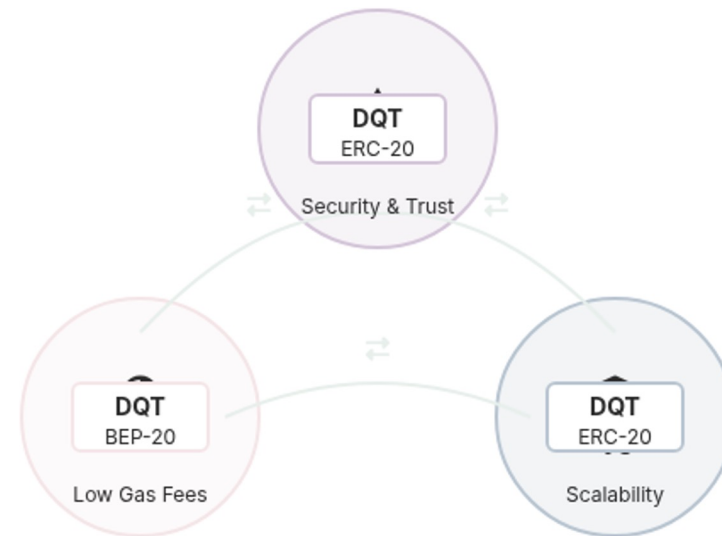 DQT
ERC-20
Security & Trust
DQT
BEP-20
Low Gas Fees
DQT
ERC-20
Scalability